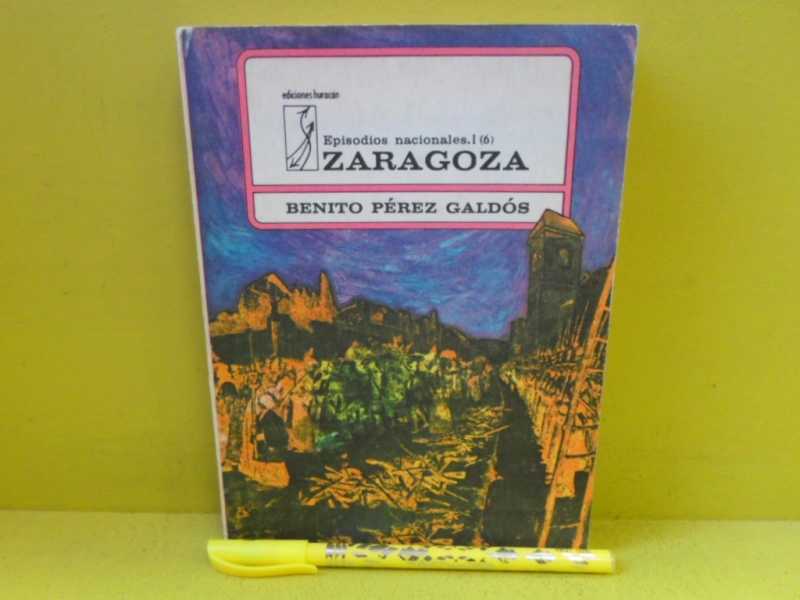 ediciones huracán
Episodios nacionales.I (6)
ZARAGOZA
BENITO PÉREZ GALDÓS